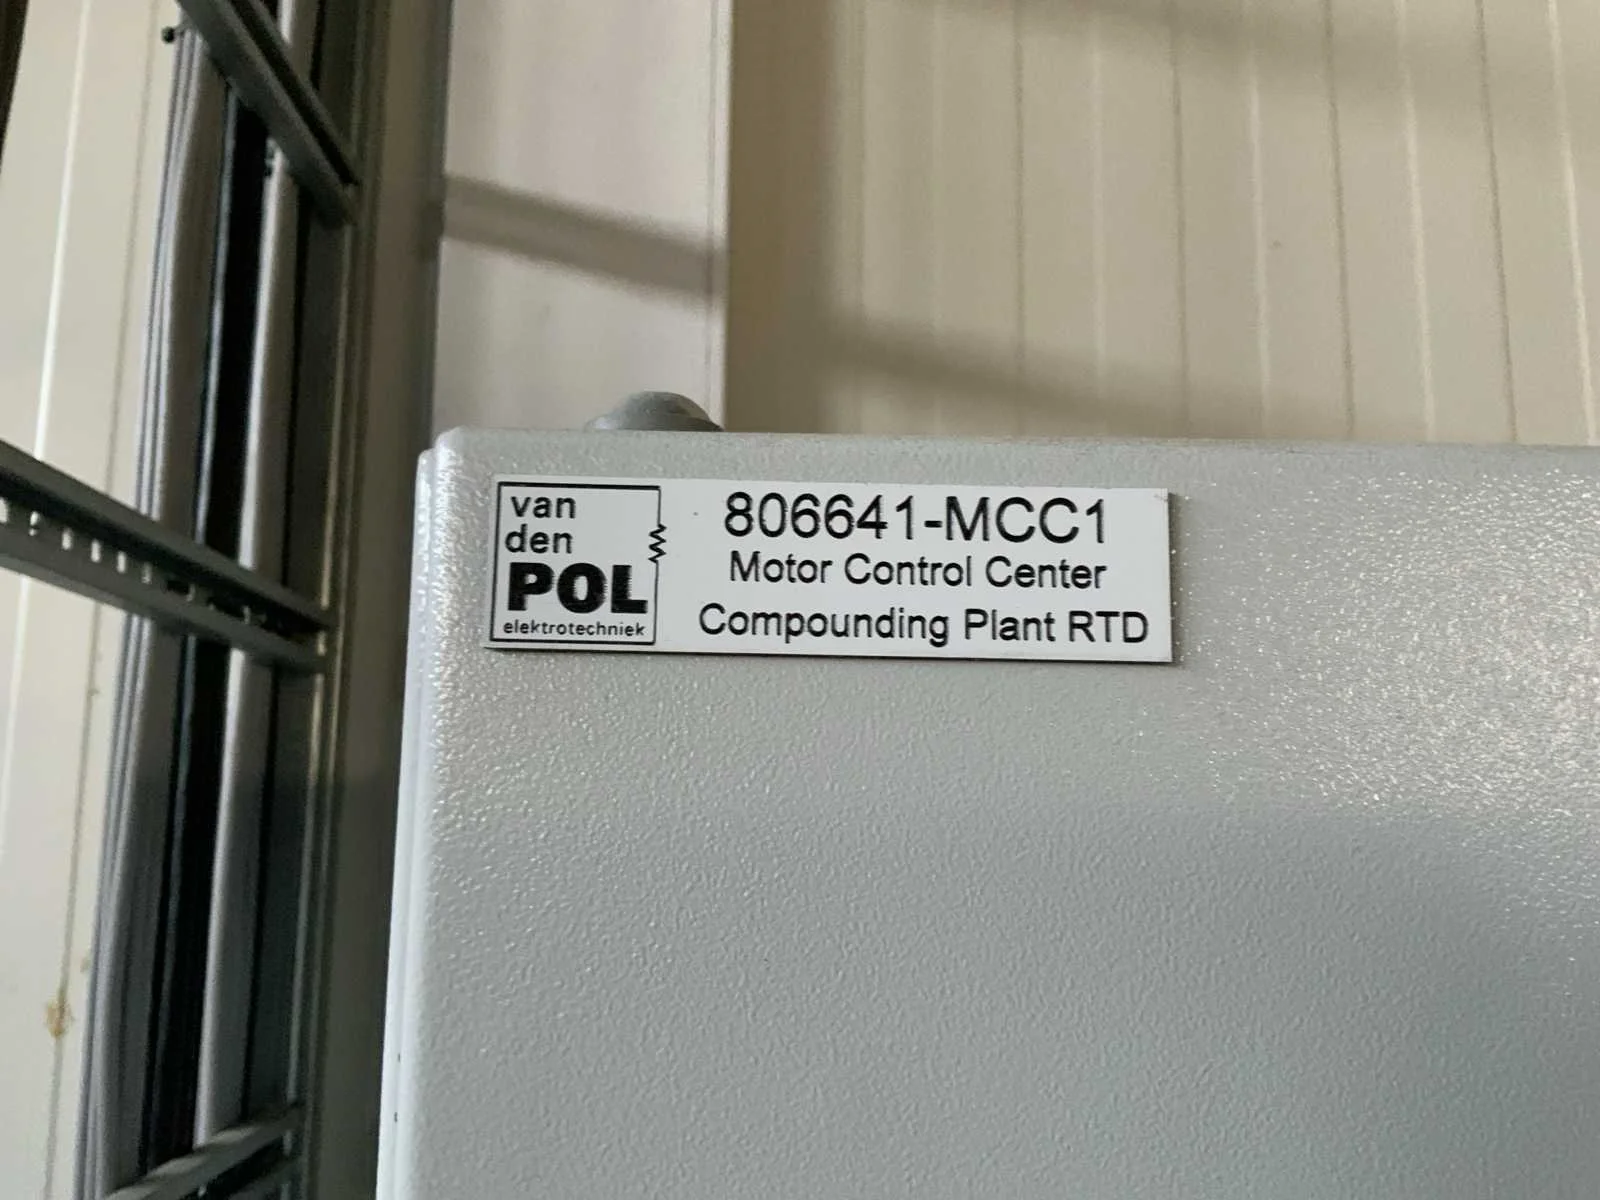 van
den
POL
elektrotechniek
806641-MCC1
Motor Control Center
Compounding Plant RTD